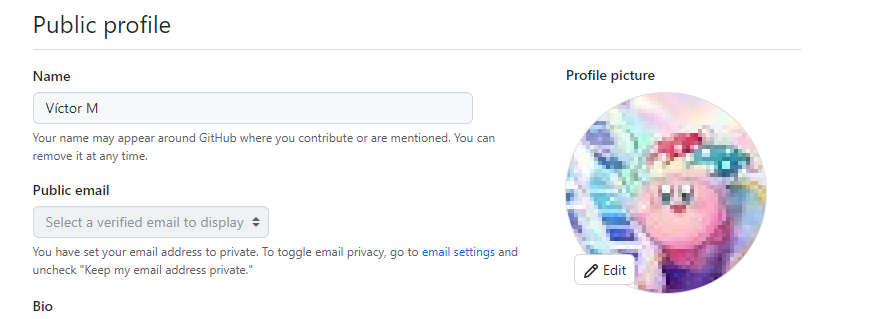 Public profile
Name
Víctor M
Your name may appear around GitHub where you contribute or are mentioned. You can
remove it at any time.
Public email
Select a verified email to display
You have set your email address to private. To toggle email privacy, go to email settings and
uncheck "Keep my email address private."
Bio
Profile picture
Edit